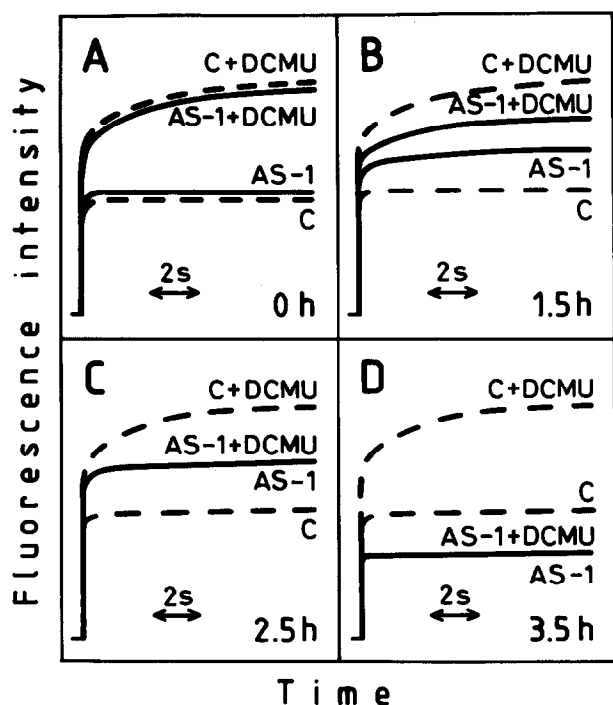 Fluorescence intensity
A
C+DCMU
AS-1+DCMU
AS-1
C
2s
0h
B
C+DCMU
AS-1+DCMU
AS-1
C
2s
1.5h
C
C+DCMU
AS-1+DCMU
AS-1
C
2s
2.5h
D
C+DCMU
C
AS-1+DCMU
AS-1
2s
3.5h
Time